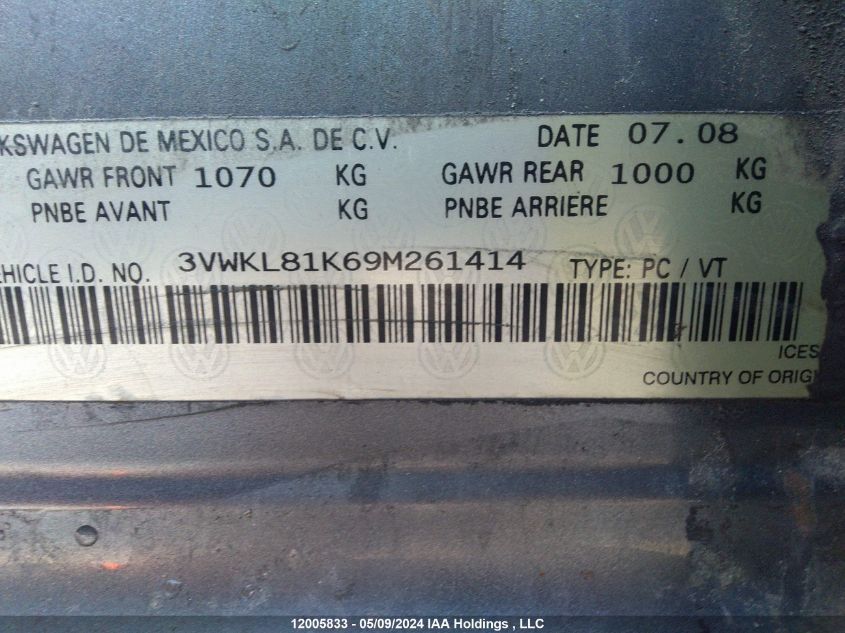 KSWAGEN DE MEXICO S.A. DE C.V. DATE 07.08
GAWR FRONT 1070 KG GAWR REAR 1000 KG
PNBE AVANT KG PNBE ARRIERE KG
EHICLE I.D. NO. 3VWKL81K69M261414 TYPE: PC / VT
ICES
COUNTRY OF ORIG
12005833 - 05/09/2024 IAA Holdings , LLC